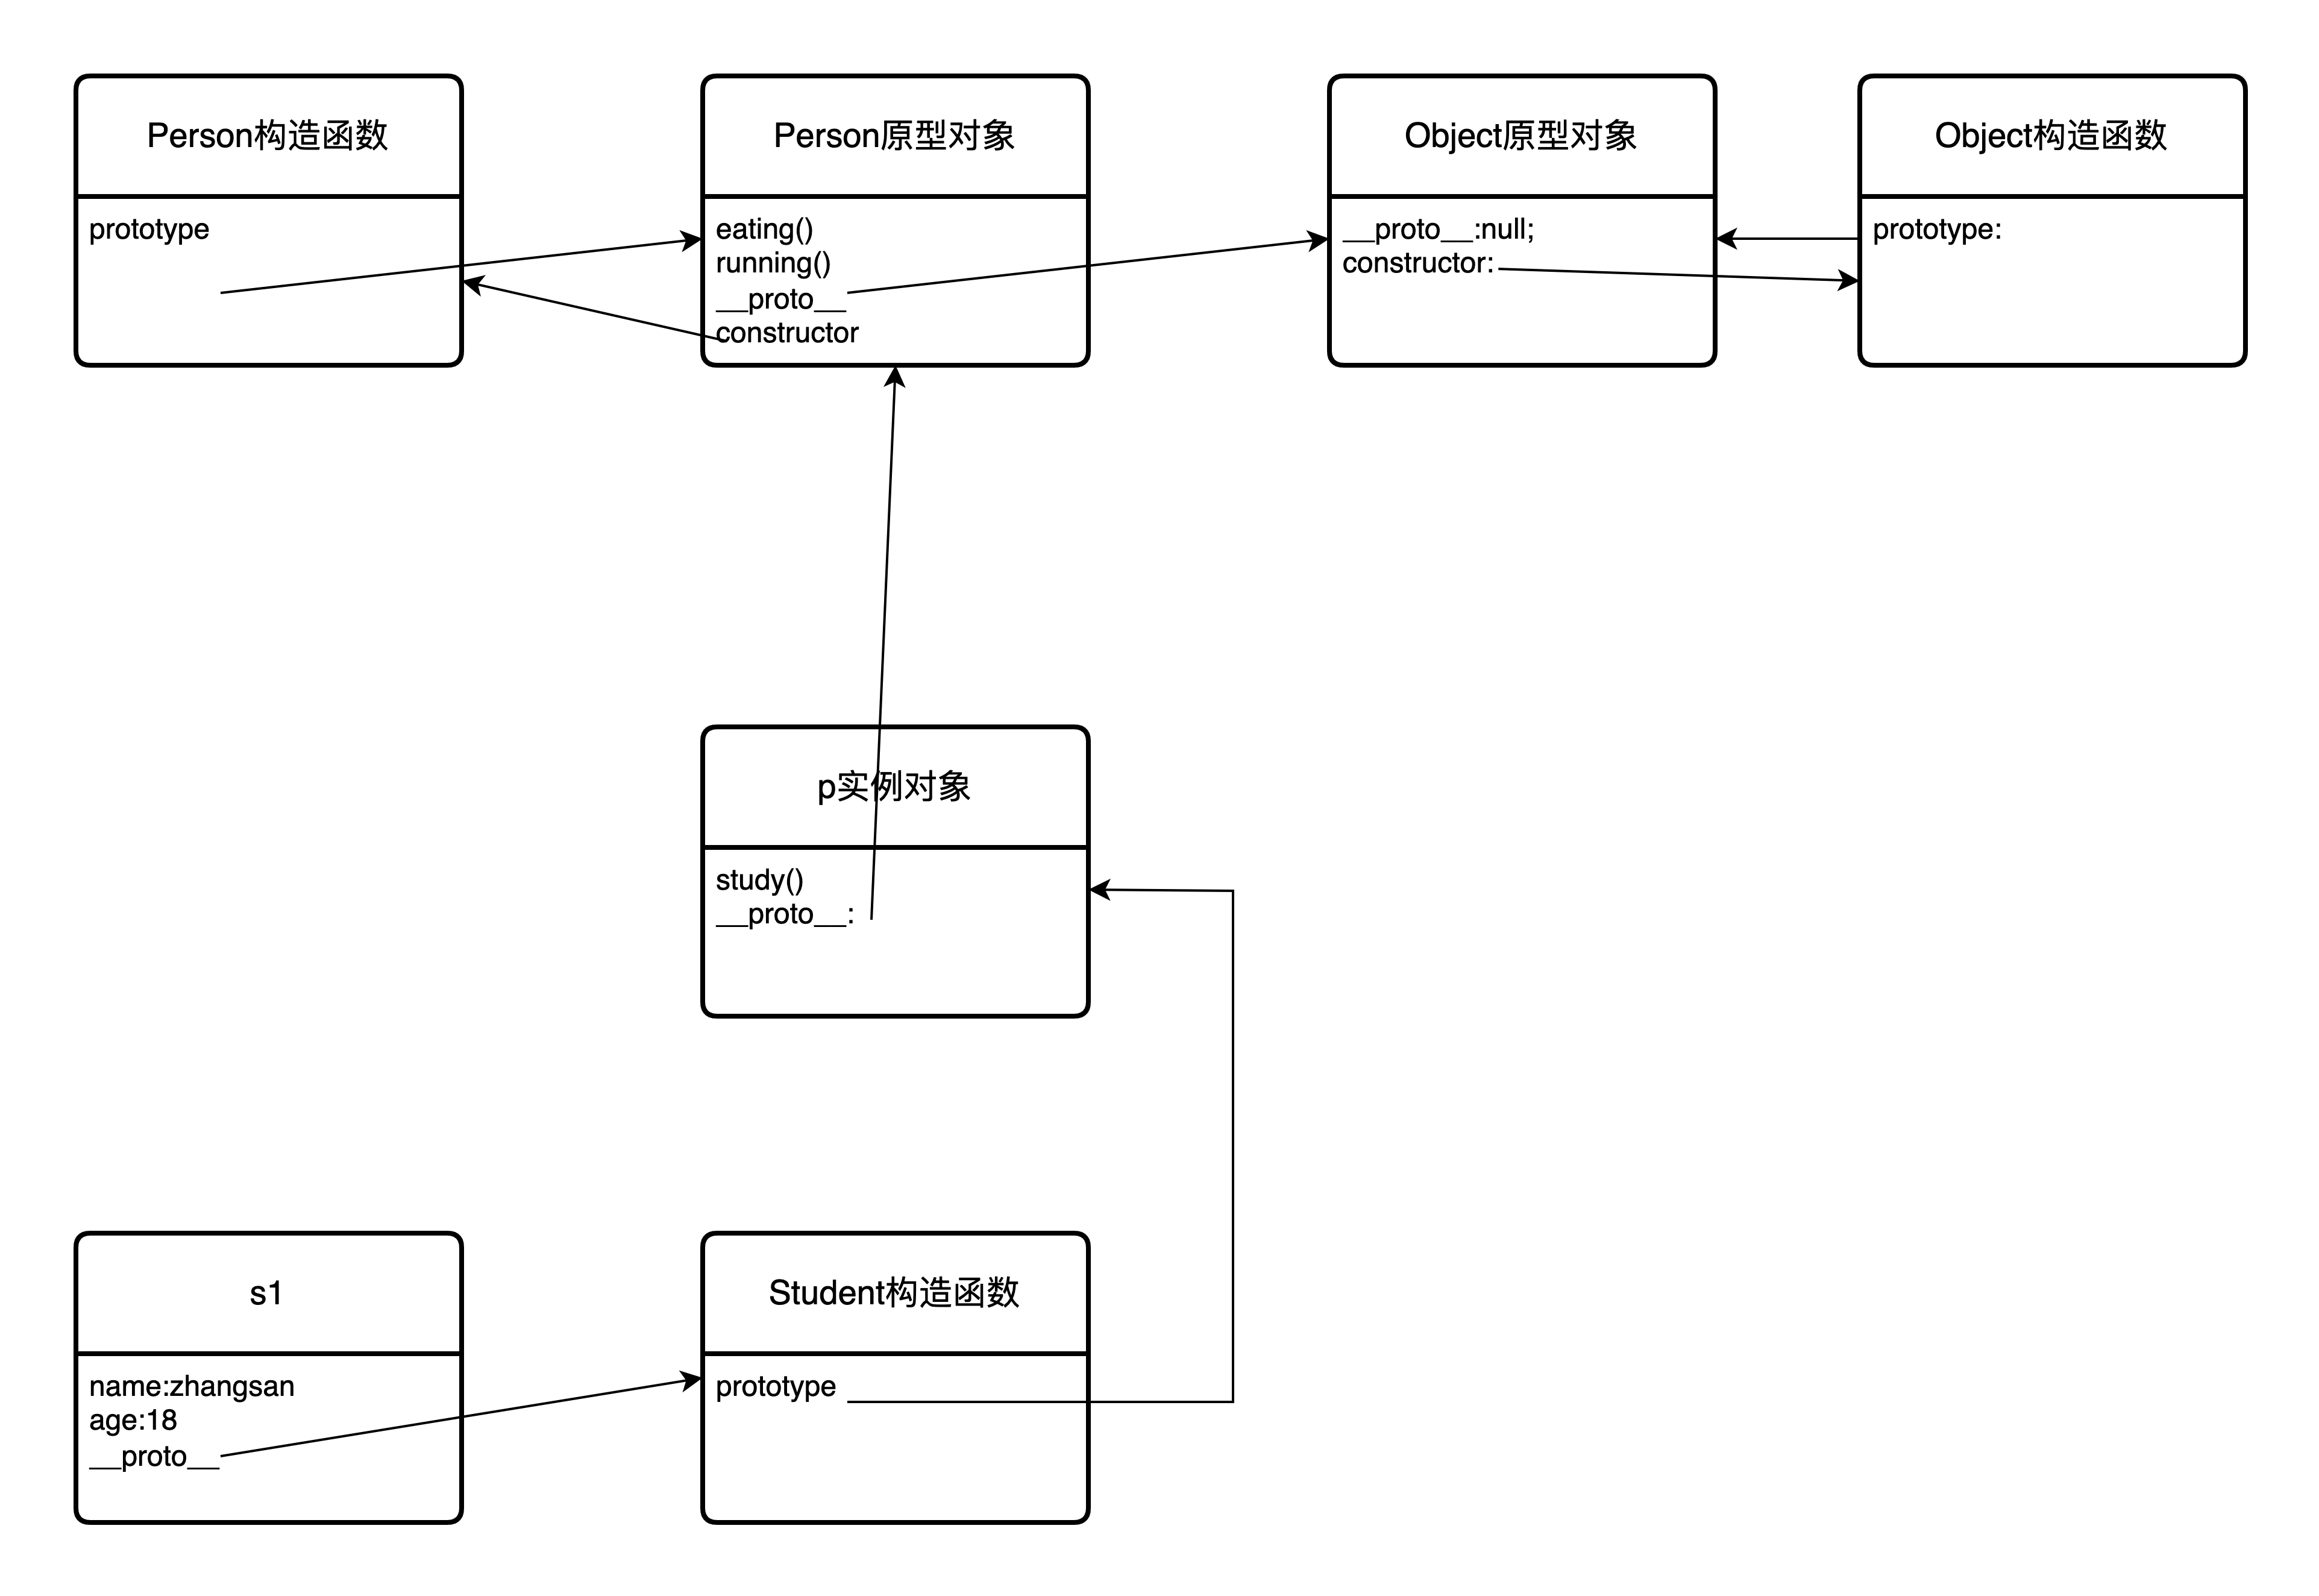 Person构造函数
prototype
Person原型对象
eating()
running()
__proto__
constructor
Object原型对象
__proto__:null;
constructor:
Object构造函数
prototype:
p实例对象
study()
__proto__:
s1
name:zhangsan
age:18
__proto__
Student构造函数
prototype